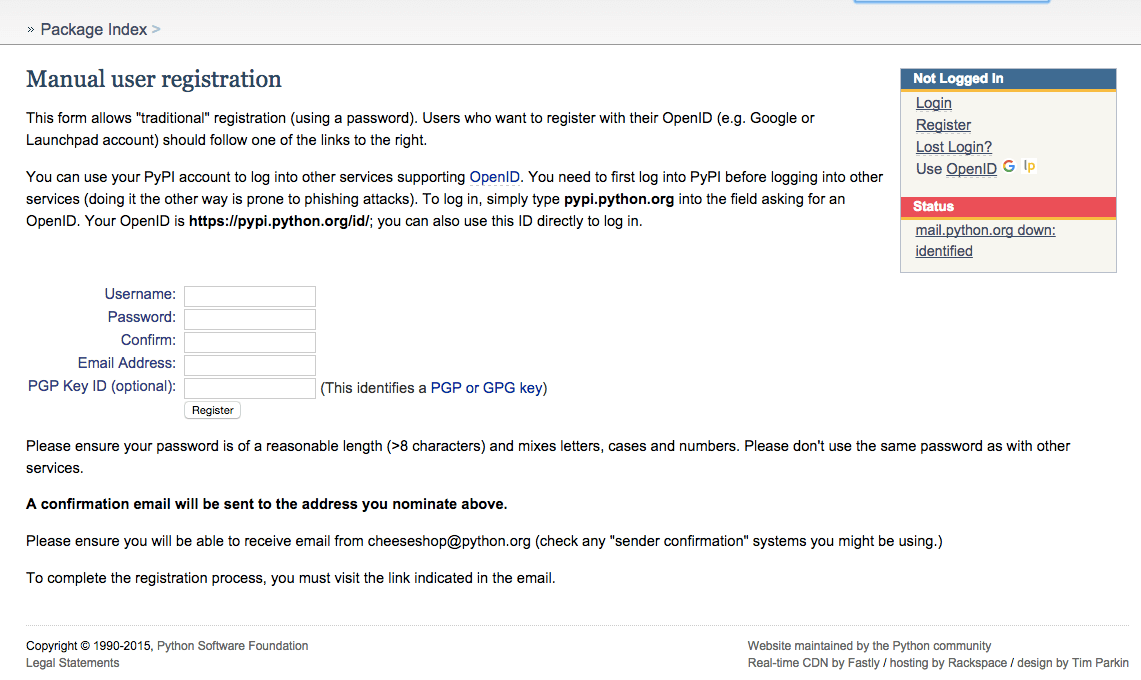 » Package Index >
Manual user registration
This form allows "traditional" registration (using a password). Users who want to register with their OpenID (e.g. Google or
Launchpad account) should follow one of the links to the right.
You can use your PyPI account to log into other services supporting OpenID. You need to first log into PyPI before logging into other
services (doing it the other way is prone to phishing attacks). To log in, simply type pypi.python.org into the field asking for an
OpenID. Your OpenID is https://pypi.python.org/id/; you can also use this ID directly to log in.
Not Logged In
Login
Register
Lost Login?
Use OpenID G lp
Status
mail.python.org down:
identified
Username:
Password:
Confirm:
Email Address:
PGP Key ID (optional): (This identifies a PGP or GPG key)
Register
Please ensure your password is of a reasonable length (>8 characters) and mixes letters, cases and numbers. Please don't use the same password as with other
services.
A confirmation email will be sent to the address you nominate above.
Please ensure you will be able to receive email from cheeseshop@python.org (check any "sender confirmation" systems you might be using.)
To complete the registration process, you must visit the link indicated in the email.
Copyright © 1990-2015, Python Software Foundation
Legal Statements
Website maintained by the Python community
Real-time CDN by Fastly / hosting by Rackspace / design by Tim Parkin